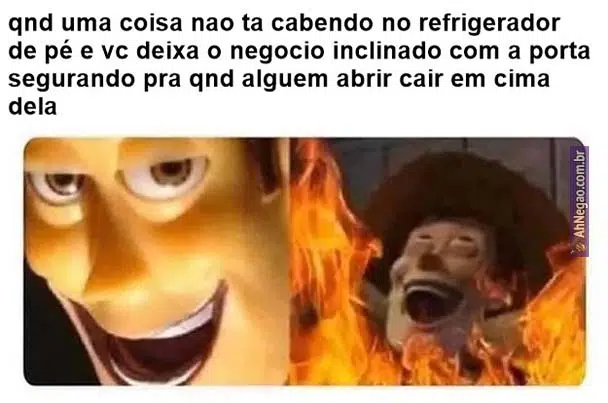 qnd uma coisa nao ta cabendo no refrigerador
de pé e vc deixa o negocio inclinado com a porta
segurando pra qnd alguem abrir cair em cima
dela
AhNegao.com.br